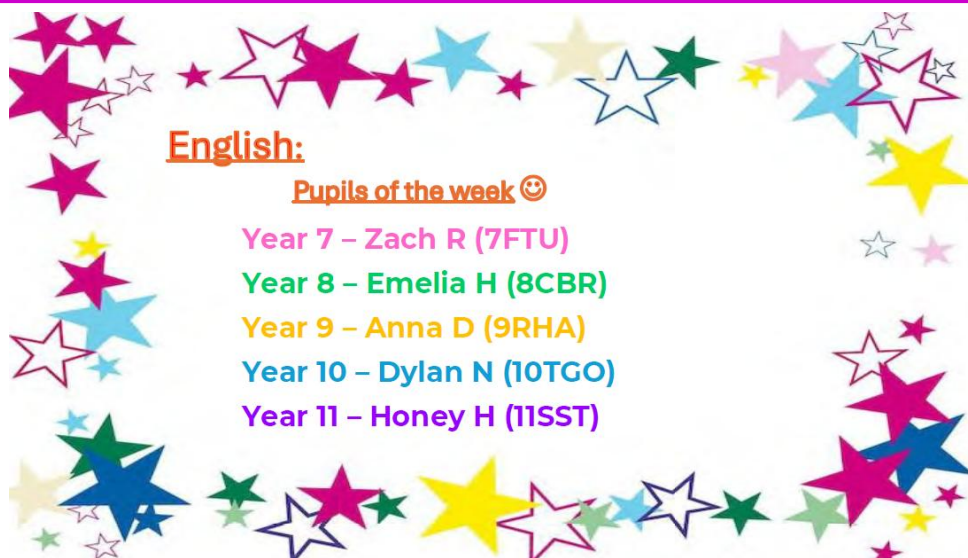 English:
Pupils of the week ☺
Year 7 – Zach R (7FTU)
Year 8 – Emelia H (8CBR)
Year 9 – Anna D (9RHA)
Year 10 – Dylan N (10TGO)
Year 11 – Honey H (11SST)